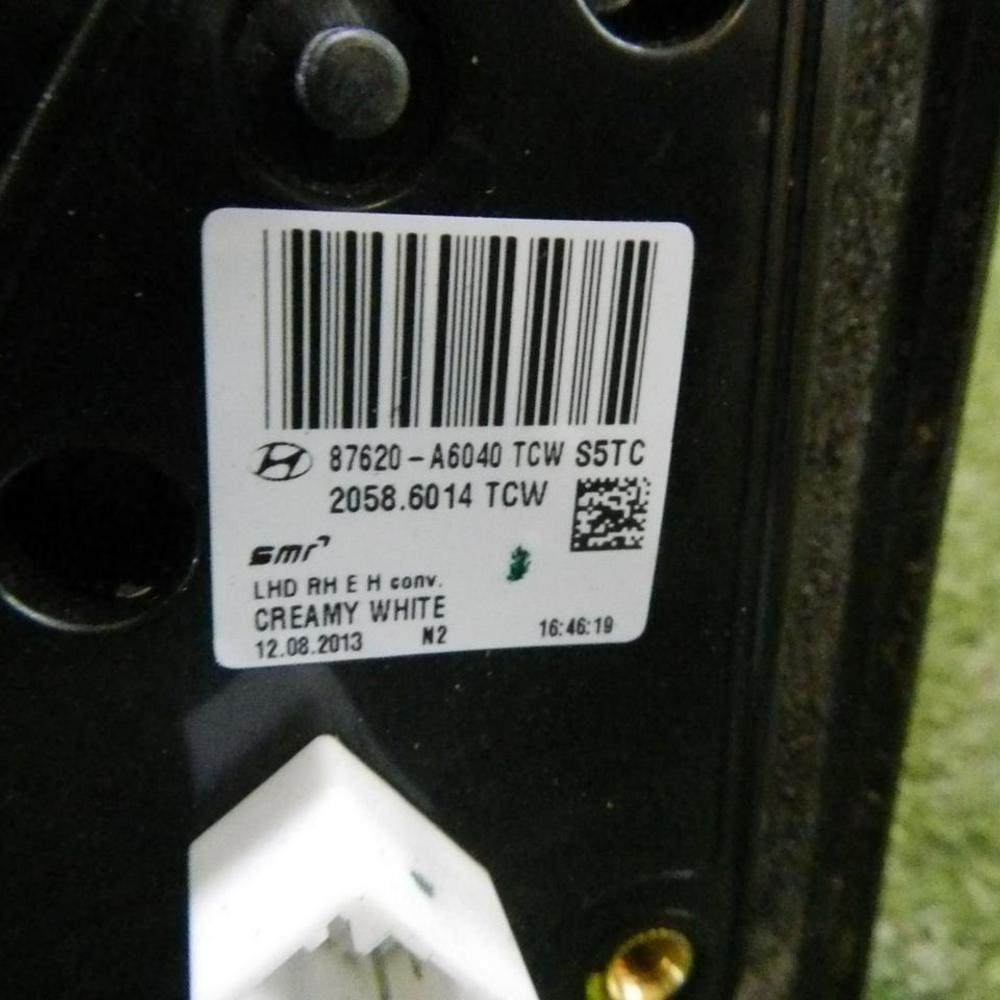 87620-A6040 TCW S5TC
2058.6014 TCW
smr
LHD RH E H conv.
CREAMY WHITE
12.08.2013 N2 16:46:19